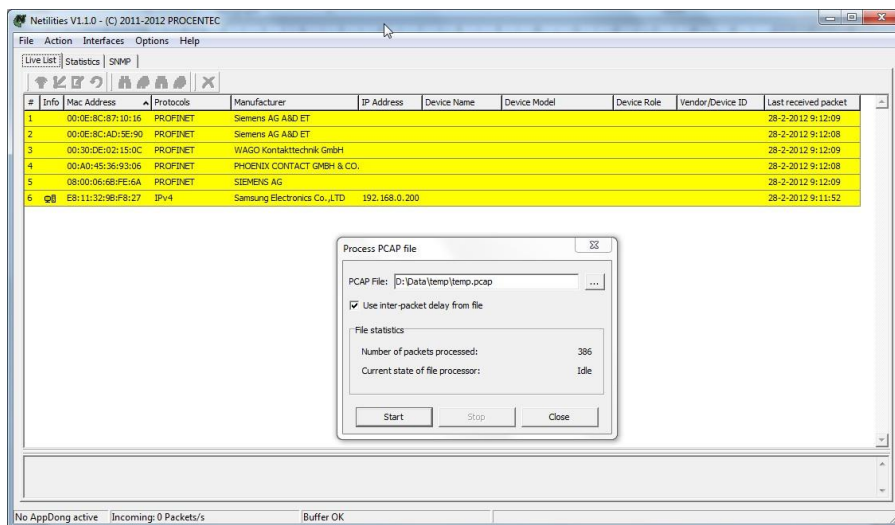 Netilities V1.1.0 - (C) 2011-2012 PROCENTEC
File Action Interfaces Options Help
Live List Statistics SNMP
# Info Mac Address Protocols Manufacturer IP Address Device Name Device Model Device Role Vendor/Device ID Last received packet
1 00:0E:8C:87:10:16 PROFINET Siemens AG A&D ET 28-2-2012 9:12:09
2 00:0E:8C:AD:5E:90 PROFINET Siemens AG A&D ET 28-2-2012 9:12:08
3 00:30:DE:02:15:0C PROFINET WAGO Kontakttechnik GmbH 28-2-2012 9:12:09
4 00:A0:45:36:93:06 PROFINET PHOENIX CONTACT GMBH & CO. 28-2-2012 9:12:08
5 08:00:06:6B:FE:6A PROFINET SIEMENS AG 28-2-2012 9:12:09
6 E8:11:32:9B:F8:27 IPv4 Samsung Electronics Co.,LTD 192.168.0.200 28-2-2012 9:11:52
Process PCAP file
PCAP File: D:\Data\temp\temp.pcap ...
Use inter-packet delay from file
File statistics
Number of packets processed: 386
Current state of file processor: Idle
Start Stop Close
No AppDong active Incoming: 0 Packets/s Buffer OK